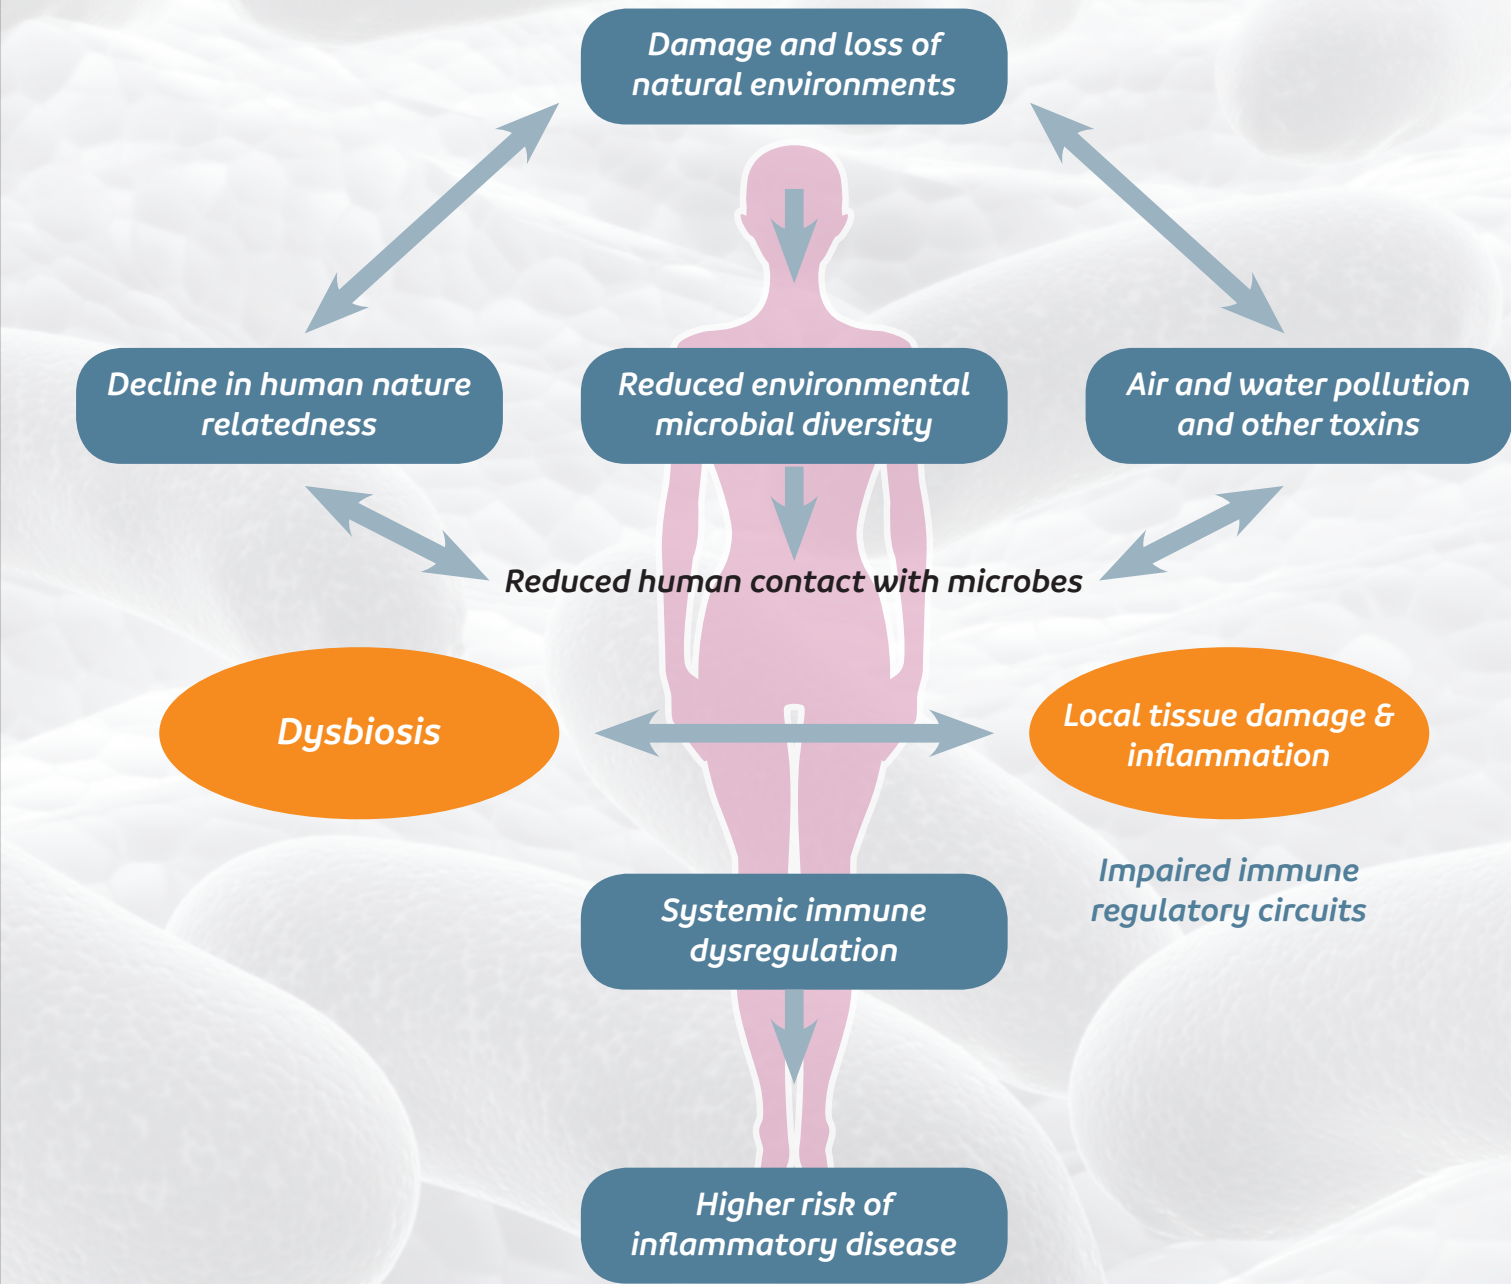 Damage and loss of
natural environments
Decline in human nature
relatedness
Reduced environmental
microbial diversity
Air and water pollution
and other toxins
Reduced human contact with microbes
Dysbiosis
Local tissue damage &
inflammation
Impaired immune
regulatory circuits
Systemic immune
dysregulation
Higher risk of
inflammatory disease